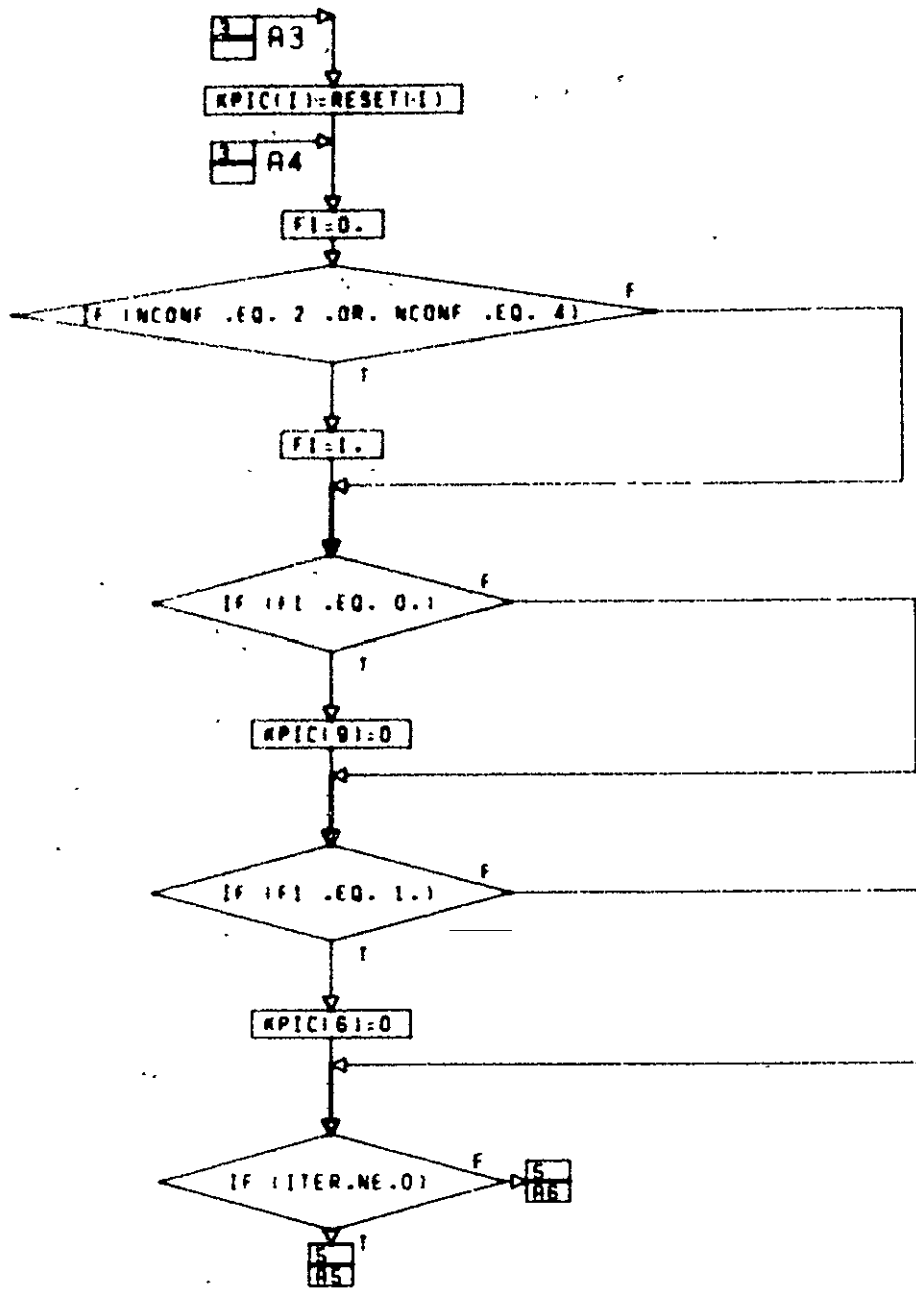 3 A3
KPIC(I)=RESET(I)
3 A4
FI=0.
F
IF (NCONF .EQ. 2 .OR. NCONF .EQ. 4)
T
FI=1.
F
IF (FI .EQ. 0.)
T
KPIC(9)=0
F
IF (FI .EQ. 1.)
T
KPIC(6)=0
F
IF (ITER.NE.0)
5
A6
T
5
A5